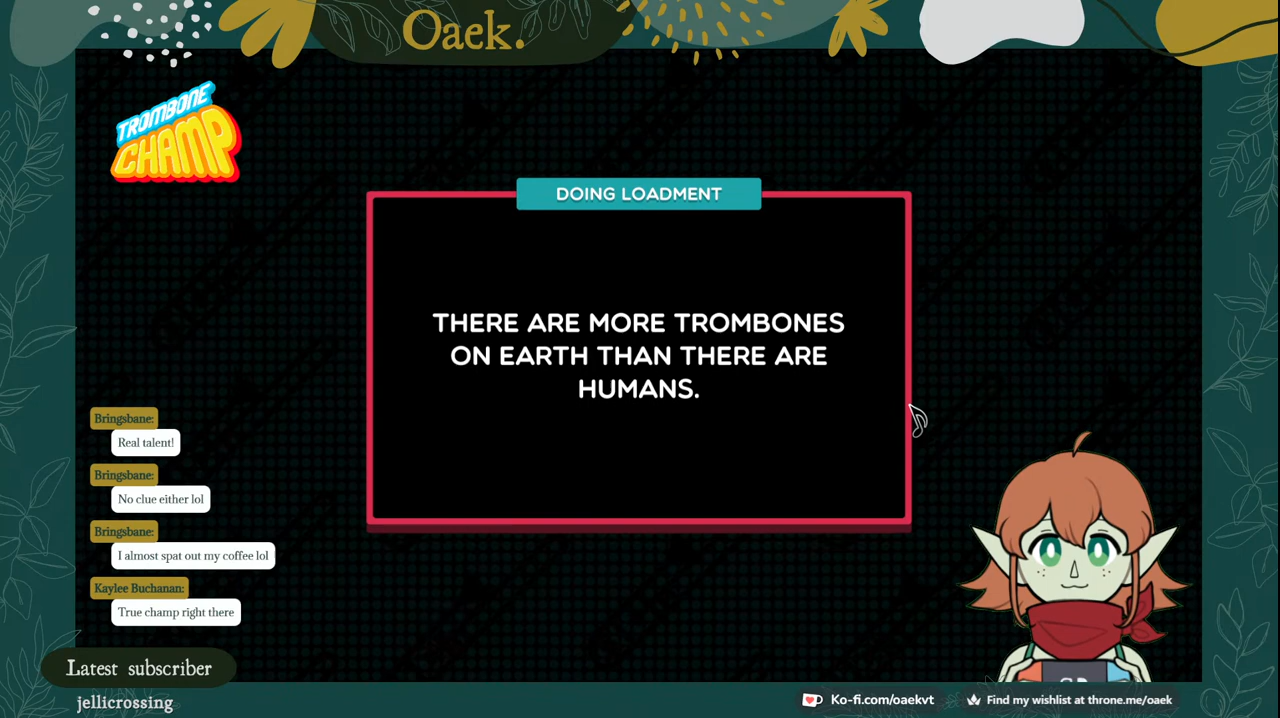 Oaek.
TROMBONE
CHAMP
DOING LOADMENT
THERE ARE MORE TROMBONES
ON EARTH THAN THERE ARE
HUMANS.
Bringsbane:
Real talent!
Bringsbane:
No clue either lol
Bringsbane:
I almost spat out my coffee lol
Kaylee Buchanan:
True champ right there
Latest subscriber
jellicrossing
Ko-fi.com/oaekvt
Find my wishlist at throne.me/oaek